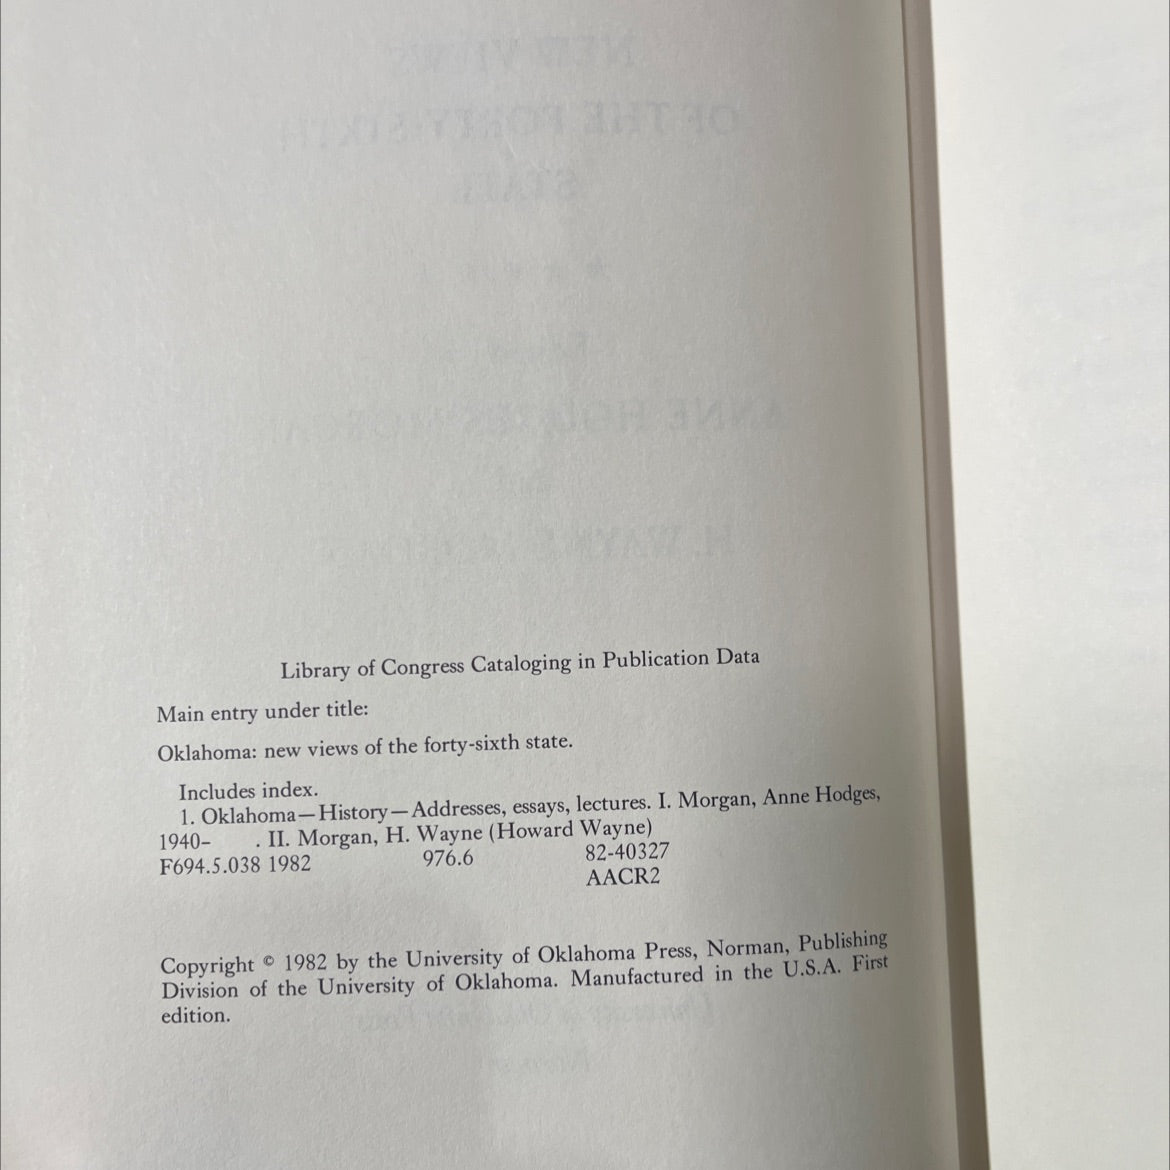 Library of Congress Cataloging in Publication Data
Main entry under title:
Oklahoma: new views of the forty-sixth state.
Includes index.
1. Oklahoma—History—Addresses, essays, lectures. I. Morgan, Anne Hodges,
1940– . II. Morgan, H. Wayne (Howard Wayne)
F694.5.038 1982 976.6 82-40327
AACR2
Copyright © 1982 by the University of Oklahoma Press, Norman, Publishing
Division of the University of Oklahoma. Manufactured in the U.S.A. First
edition.